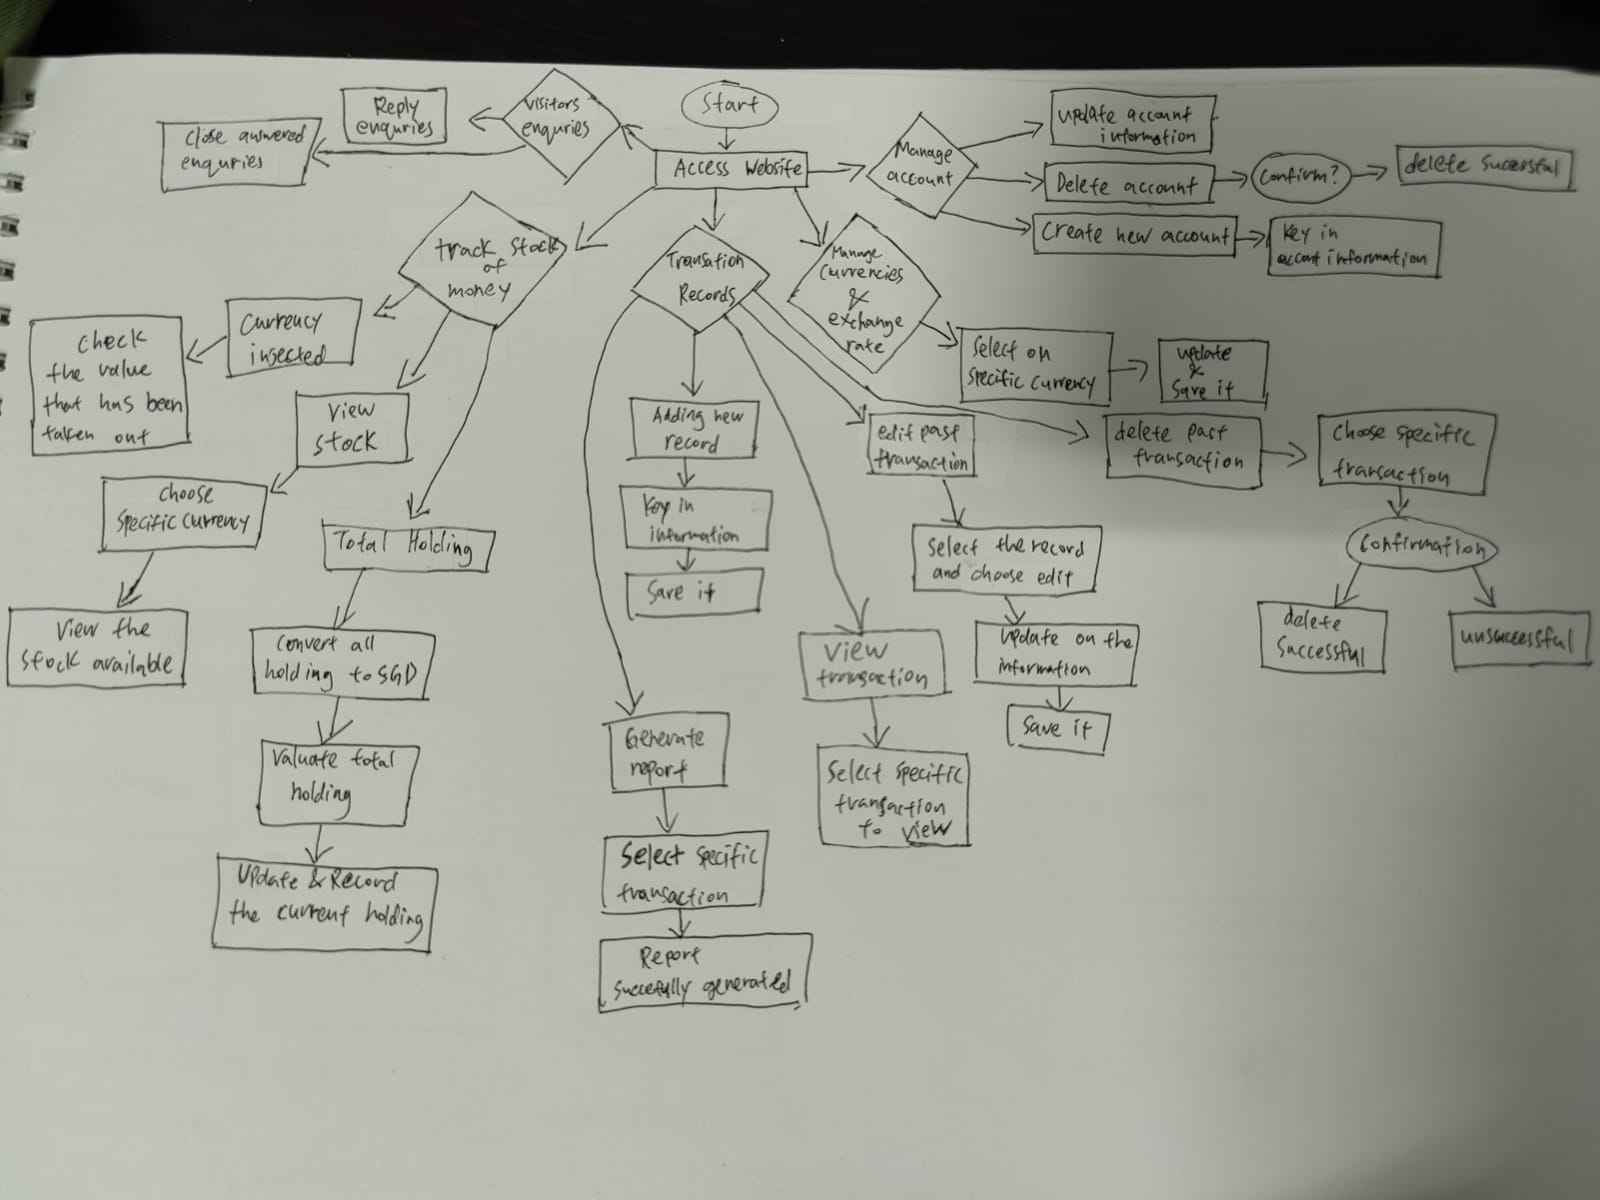 Start
Access Website
Visitors
enquries
Reply
enquries
Close answered
enquries
Manage
account
update account
information
Delete account
Confirm?
delete successful
Create new account
Key in
account information
track stock
of
money
Currency
insected
Check
the value
that has been
taken out
View
stock
Choose
specific currency
View the
stock available
Total Holding
Convert all
holding to SGD
Valuate total
holding
Update & Record
the current holding
Transation
Records
Adding new
record
Key in
information
Save it
Generate
report
Select specific
transaction
Report
succefully generated
View
transaction
Select specific
transaction
to view
edit past
transaction
Select the record
and choose edit
update on the
information
Save it
delete past
transaction
Choose specific
transaction
Confirmation
delete
successful
unsuccessful
Manage
Currencies
&
exchange
rate
Select on
specific currency
update
&
save it